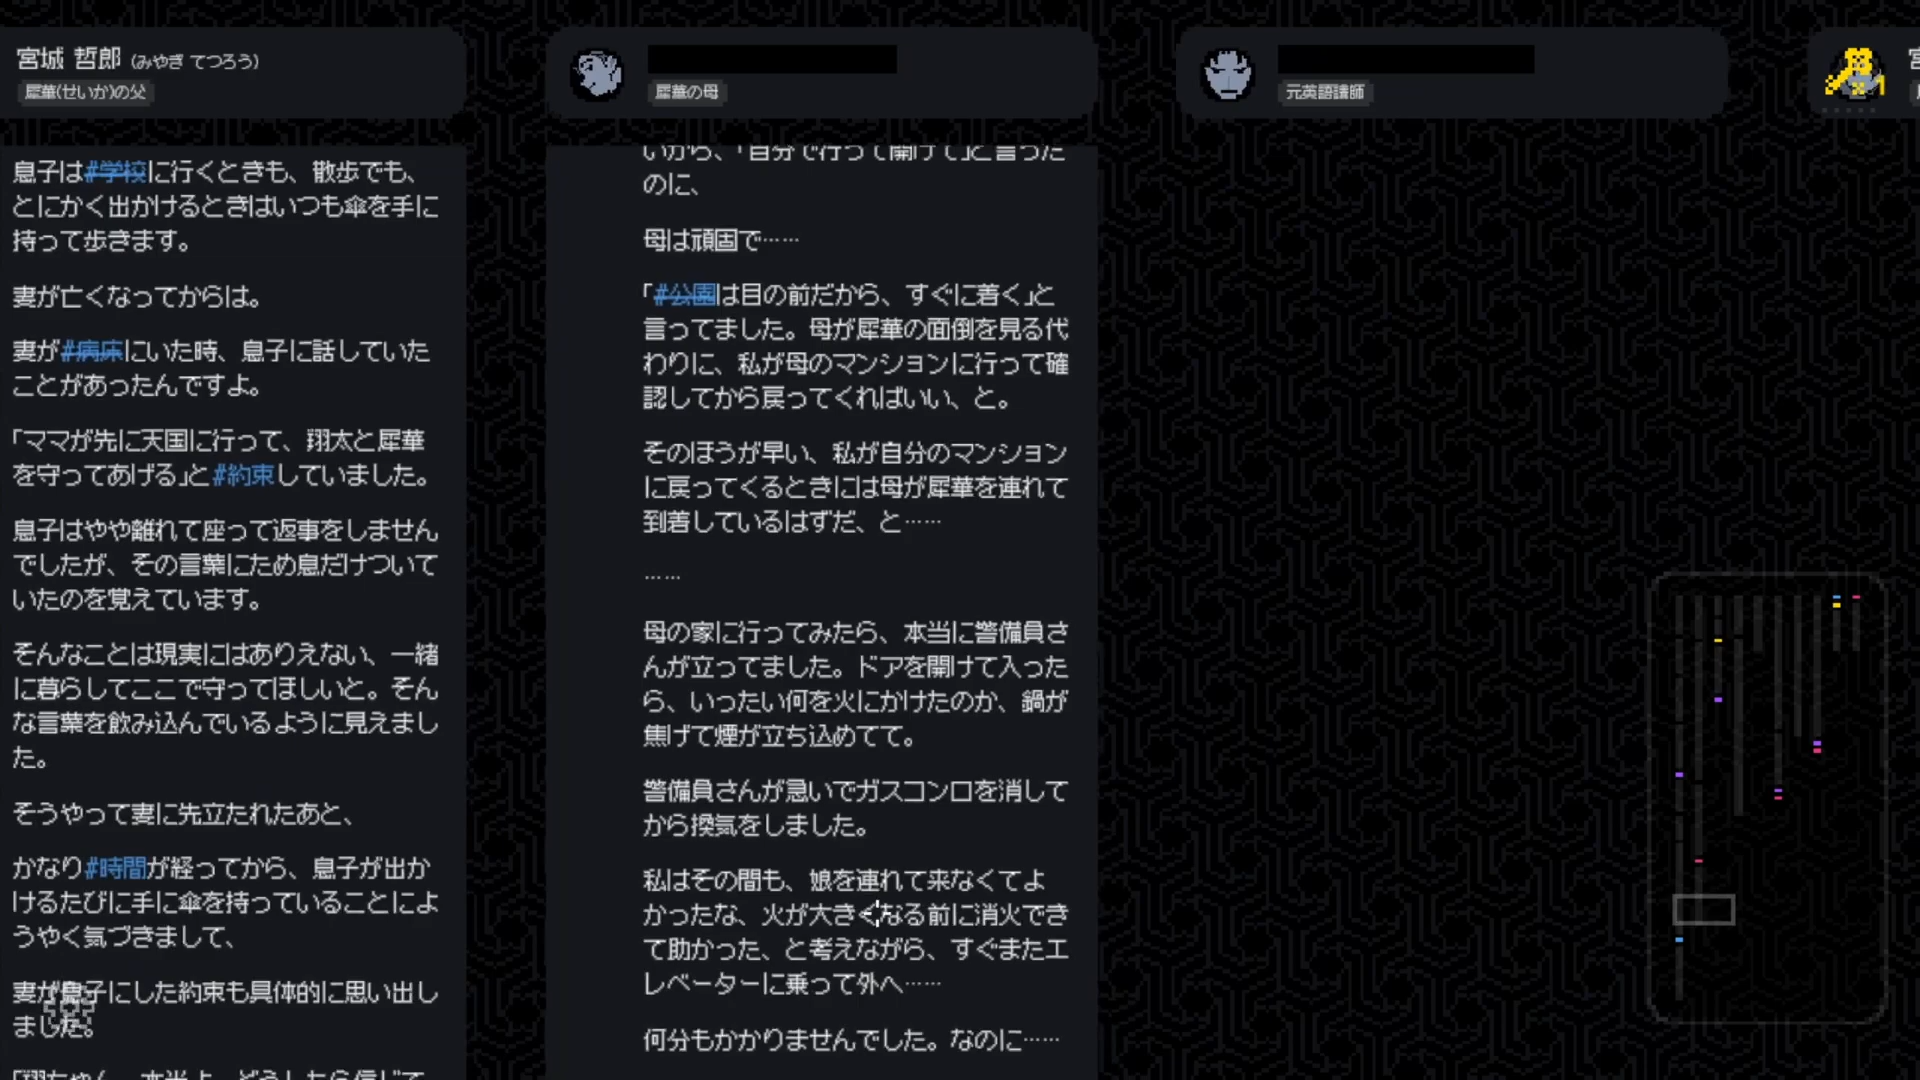 宮城 哲郎 (みやぎ てつろう)
犀華(せいか)の父
息子は#学校に行くときも、散歩でも、
とにかく出かけるときはいつも傘を手に
持って歩きます。
妻が亡くなってからは。
妻が#病床にいた時、息子に話していた
ことがあったんですよ。
「ママが先に天国に行って、翔太と犀華
を守ってあげる」と#約束していました。
息子はやや離れて座って返事をしません
でしたが、その言葉にため息だけついて
いたのを覚えています。
そんなことは現実にはありえない、一緒
に暮らしてここで守ってほしいと。そん
な言葉を飲み込んでいるように見えまし
た。
そうやって妻に先立たれたあと、
かなり#時間が経ってから、息子が出か
けるたびに手に傘を持っていることによ
うやく気づきまして、
妻が息子にした約束も具体的に思い出し
ました。
犀華の母
いから、「自分で行って開けて」と言った
のに、
母は頑固で……
「#公園は目の前だから、すぐに着く」と
言ってました。母が犀華の面倒を見る代
わりに、私が母のマンションに行って確
認してから戻ってくればいい、と。
そのほうが早い、私が自分のマンション
に戻ってくるときには母が犀華を連れて
到着しているはずだ、と……
……
母の家に行ってみたら、本当に警備員さ
んが立ってました。ドアを開けて入った
ら、いったい何を火にかけたのか、鍋が
焦げて煙が立ち込めてて。
警備員さんが急いでガスコンロを消して
から換気をしました。
私はその間も、娘を連れて来なくてよ
かったな、火が大きくなる前に消火でき
て助かった、と考えながら、すぐまたエ
レベーターに乗って外へ……
何分もかかりませんでした。なのに……
元英語講師
1